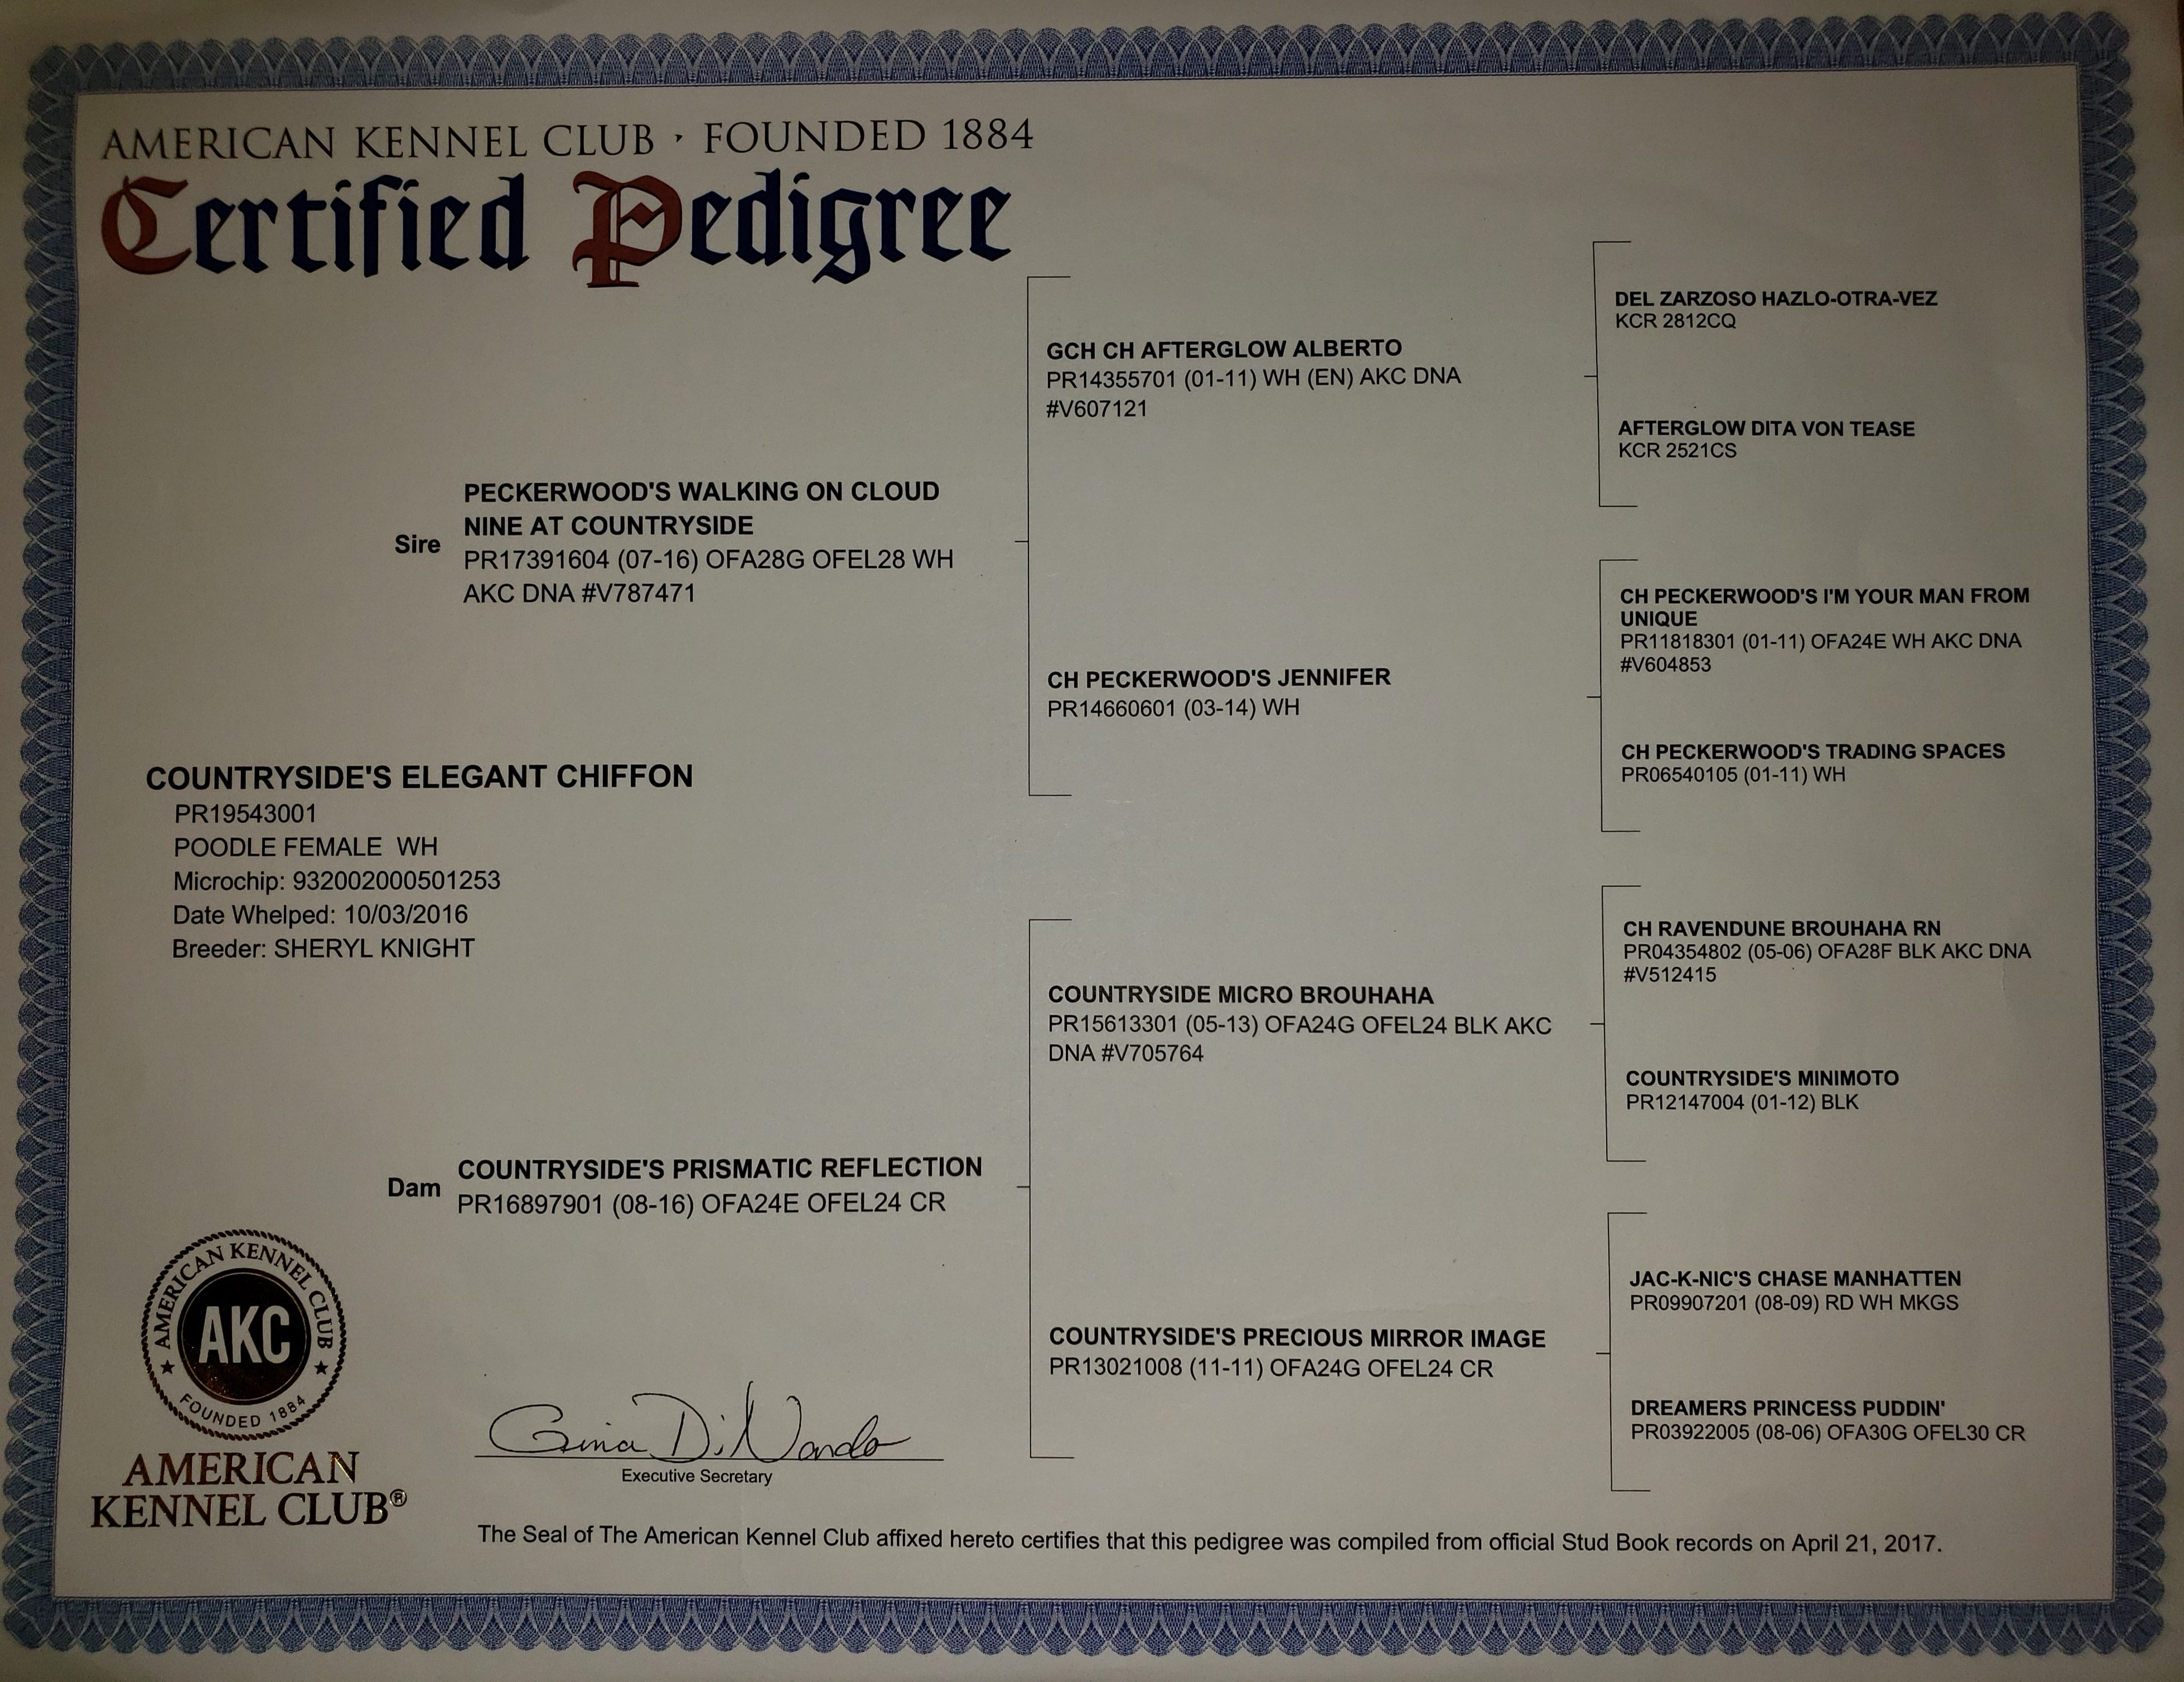 AMERICAN KENNEL CLUB · FOUNDED 1884
Certified Pedigree
DEL ZARZOSO HAZLO-OTRA-VEZ
KCR 2812CQ
GCH CH AFTERGLOW ALBERTO
PR14355701 (01-11) WH (EN) AKC DNA
#V607121
AFTERGLOW DITA VON TEASE
KCR 2521CS
Sire
PECKERWOOD'S WALKING ON CLOUD
NINE AT COUNTRYSIDE
PR17391604 (07-16) OFA28G OFEL28 WH
AKC DNA #V787471
CH PECKERWOOD'S I'M YOUR MAN FROM
UNIQUE
PR11818301 (01-11) OFA24E WH AKC DNA
#V604853
CH PECKERWOOD'S JENNIFER
PR14660601 (03-14) WH
CH PECKERWOOD'S TRADING SPACES
PR06540105 (01-11) WH
COUNTRYSIDE'S ELEGANT CHIFFON
PR19543001
POODLE FEMALE WH
Microchip: 932002000501253
Date Whelped: 10/03/2016
Breeder: SHERYL KNIGHT
CH RAVENDUNE BROUHAHA RN
PR04354802 (05-06) OFA28F BLK AKC DNA
#V512415
COUNTRYSIDE MICRO BROUHAHA
PR15613301 (05-13) OFA24G OFEL24 BLK AKC
DNA #V705764
COUNTRYSIDE'S MINIMOTO
PR12147004 (01-12) BLK
Dam
COUNTRYSIDE'S PRISMATIC REFLECTION
PR16897901 (08-16) OFA24E OFEL24 CR
JAC-K-NIC'S CHASE MANHATTEN
PR09907201 (08-09) RD WH MKGS
COUNTRYSIDE'S PRECIOUS MIRROR IMAGE
PR13021008 (11-11) OFA24G OFEL24 CR
DREAMERS PRINCESS PUDDIN'
PR03922005 (08-06) OFA30G OFEL30 CR
AMERICAN KENNEL CLUB
AKC
FOUNDED 1884
AMERICAN
KENNEL CLUB®
Gina DiNardo
Executive Secretary
The Seal of The American Kennel Club affixed hereto certifies that this pedigree was compiled from official Stud Book records on April 21, 2017.